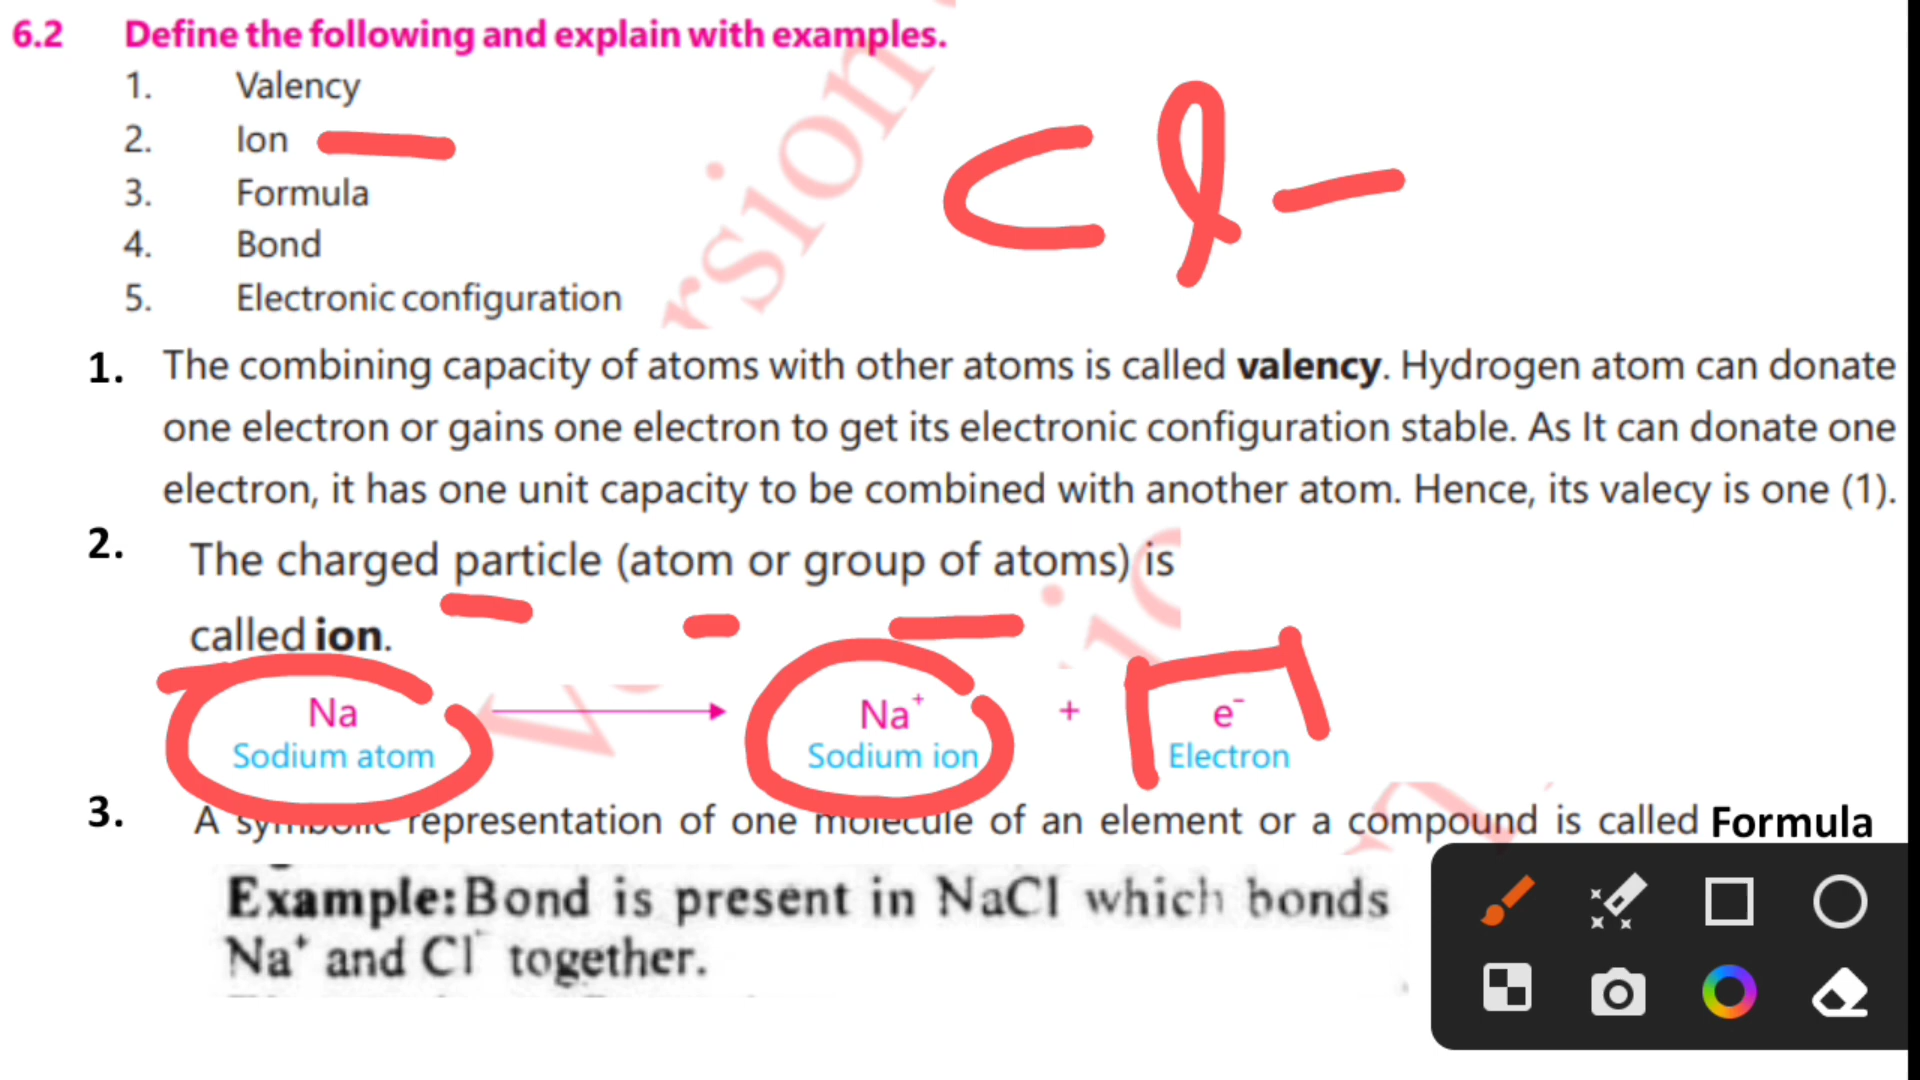 6.2 Define the following and explain with examples.
1. Valency
2. Ion
3. Formula
4. Bond
5. Electronic configuration
Cl-
1. The combining capacity of atoms with other atoms is called valency. Hydrogen atom can donate
one electron or gains one electron to get its electronic configuration stable. As It can donate one
electron, it has one unit capacity to be combined with another atom. Hence, its valecy is one (1).
2. The charged particle (atom or group of atoms) is
called ion.
Na → Na⁺ + e⁻
Sodium atom Sodium ion Electron
3. A symbolic representation of one molecule of an element or a compound is called Formula
Example: Bond is present in NaCl which bonds
Na⁺ and Cl⁻ together.